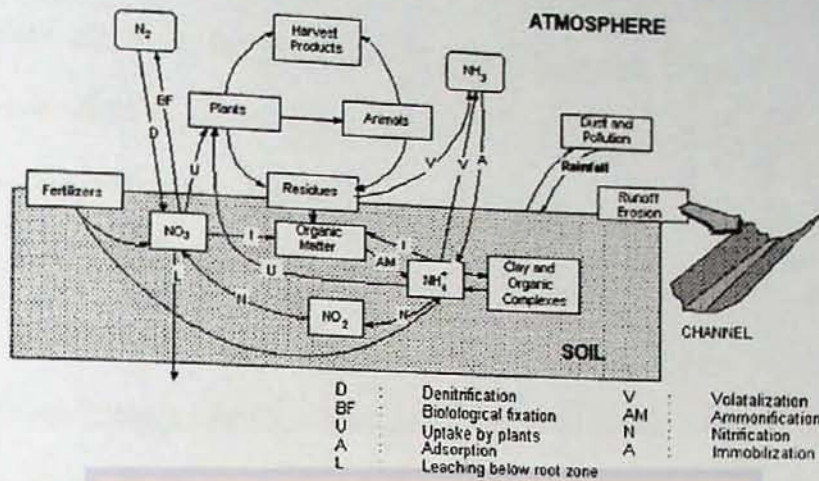 ATMOSPHERE
N2
Harvest
Products
NH3
BF
Plants
Animals
D
V
V
A
Dust and
Pollution
Rainfall
U
Fertilizers
Residues
Runoff
Erosion
NO3
I
Organic
Matter
I
L
U
AM
NH4+
Clay and
Organic
Complexes
N
NO2
N
CHANNEL
SOIL
D : Denitrification V : Volatalization
BF : Biolological fixation AM : Ammonification
U : Uptake by plants N : Nitrification
A : Adsorption A : Immobilization
L : Leaching below root zone